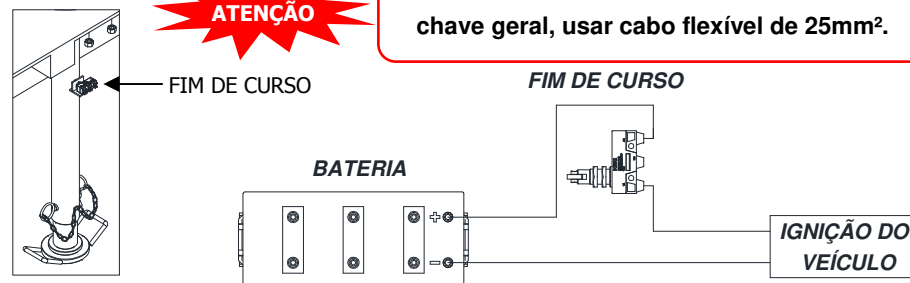 ATENÇÃO
chave geral, usar cabo flexível de 25mm².
FIM DE CURSO
FIM DE CURSO
BATERIA
+
−
IGNIÇÃO DO
VEÍCULO